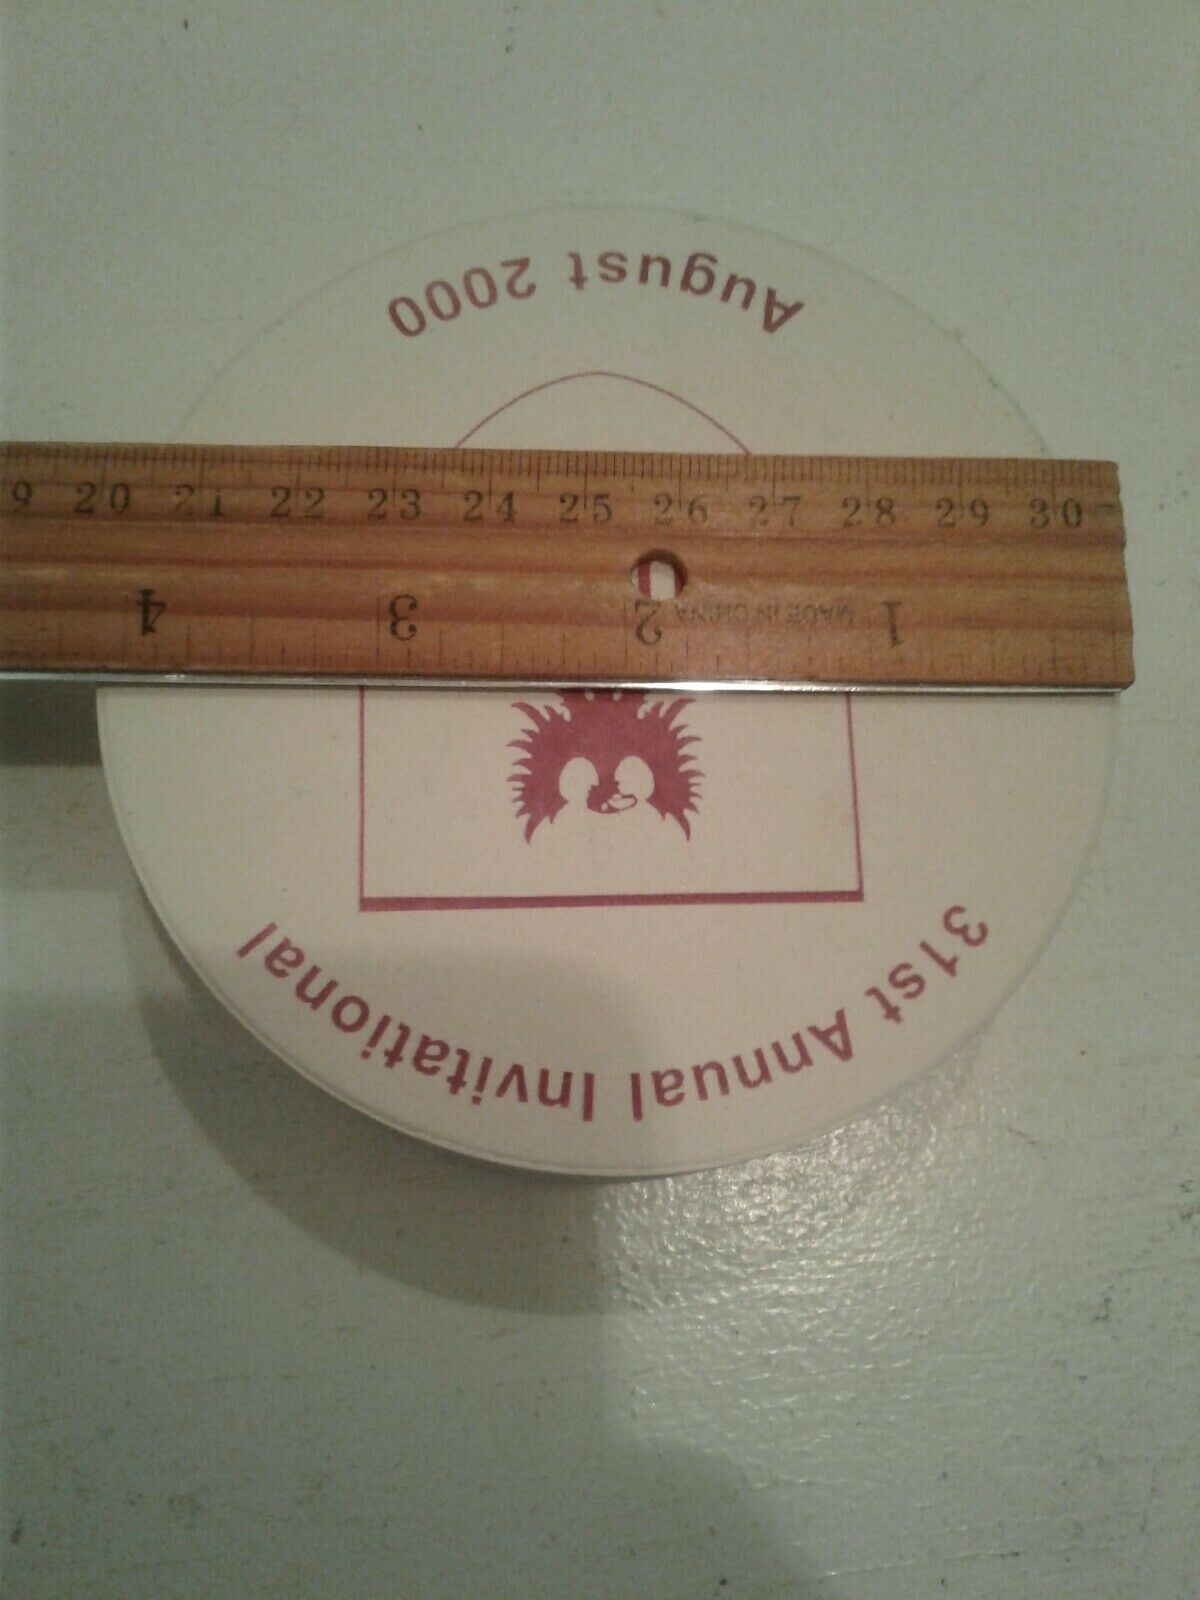 August 2000
9 20 21 22 23 24 25 26 27 28 29 30
4 3 2 1
MADE IN CHINA
31st Annual Invitational